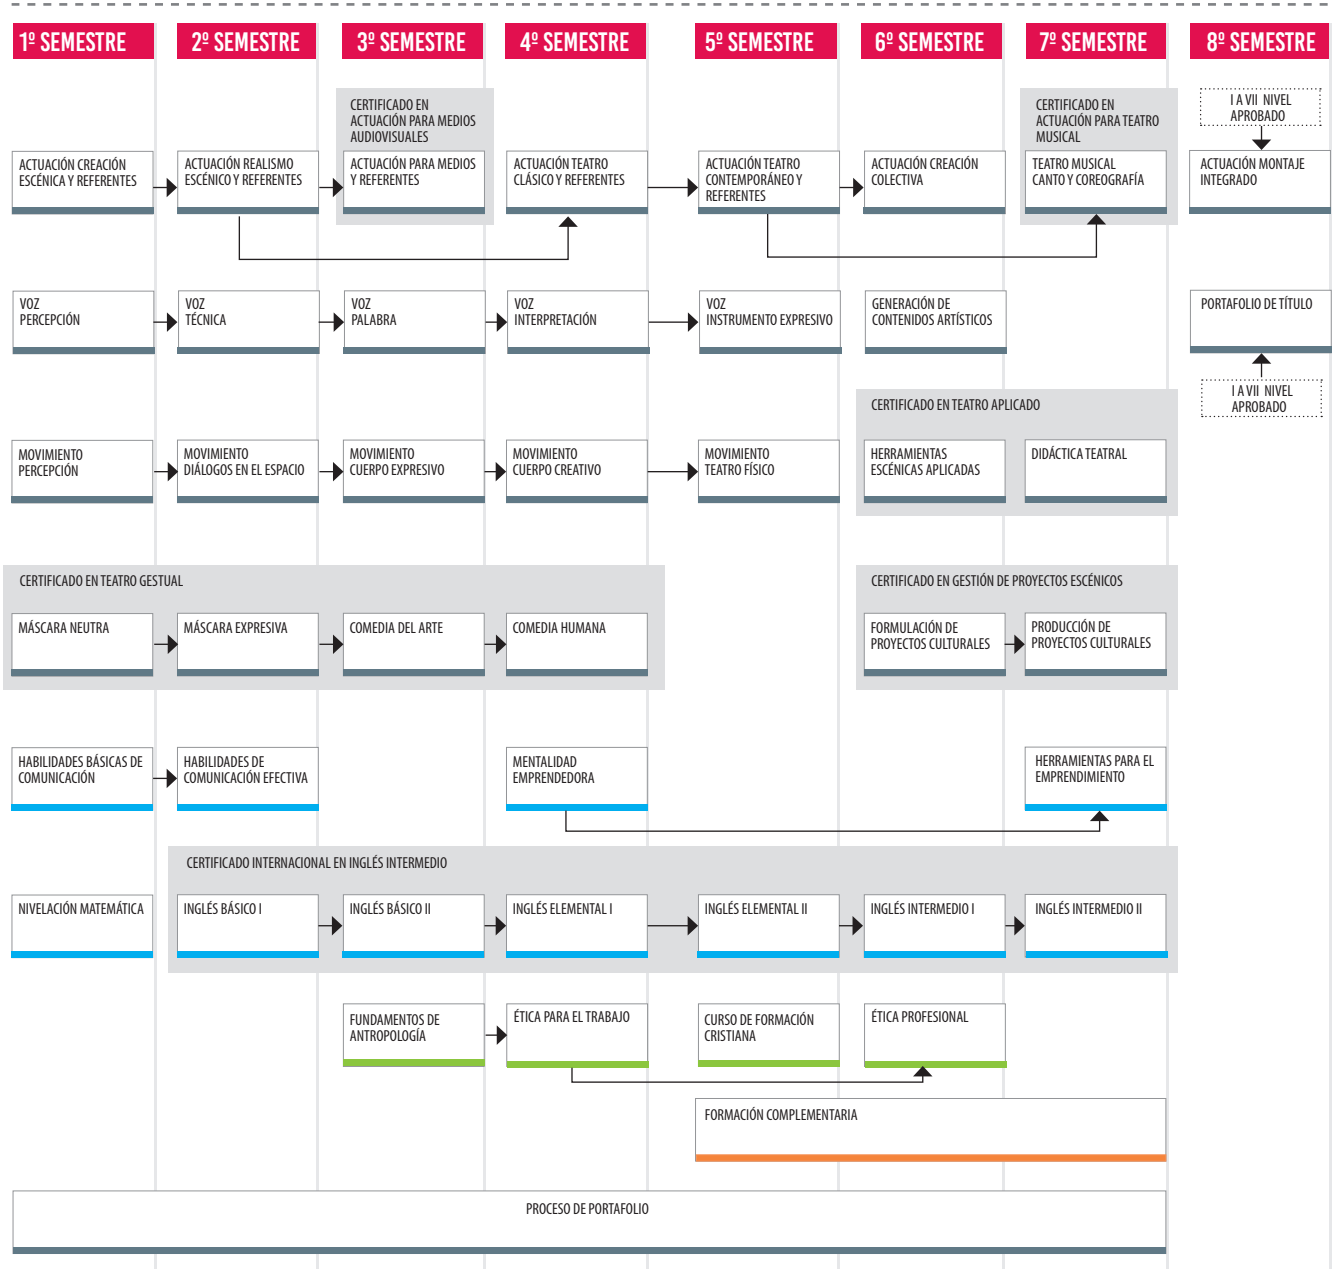 1º SEMESTRE
2º SEMESTRE
3º SEMESTRE
4º SEMESTRE
5º SEMESTRE
6º SEMESTRE
7º SEMESTRE
8º SEMESTRE
CERTIFICADO EN
ACTUACIÓN PARA MEDIOS
AUDIOVISUALES
CERTIFICADO EN
ACTUACIÓN PARA TEATRO
MUSICAL
I A VII NIVEL
APROBADO
ACTUACIÓN CREACIÓN
ESCÉNICA Y REFERENTES
ACTUACIÓN REALISMO
ESCÉNICO Y REFERENTES
ACTUACIÓN PARA MEDIOS
Y REFERENTES
ACTUACIÓN TEATRO
CLÁSICO Y REFERENTES
ACTUACIÓN TEATRO
CONTEMPORÁNEO Y
REFERENTES
ACTUACIÓN CREACIÓN
COLECTIVA
TEATRO MUSICAL
CANTO Y COREOGRAFÍA
ACTUACIÓN MONTAJE
INTEGRADO
VOZ
PERCEPCIÓN
VOZ
TÉCNICA
VOZ
PALABRA
VOZ
INTERPRETACIÓN
VOZ
INSTRUMENTO EXPRESIVO
GENERACIÓN DE
CONTENIDOS ARTÍSTICOS
PORTAFOLIO DE TÍTULO
I A VII NIVEL
APROBADO
CERTIFICADO EN TEATRO APLICADO
MOVIMIENTO
PERCEPCIÓN
MOVIMIENTO
DIÁLOGOS EN EL ESPACIO
MOVIMIENTO
CUERPO EXPRESIVO
MOVIMIENTO
CUERPO CREATIVO
MOVIMIENTO
TEATRO FÍSICO
HERRAMIENTAS
ESCÉNICAS APLICADAS
DIDÁCTICA TEATRAL
CERTIFICADO EN TEATRO GESTUAL
CERTIFICADO EN GESTIÓN DE PROYECTOS ESCÉNICOS
MÁSCARA NEUTRA
MÁSCARA EXPRESIVA
COMEDIA DEL ARTE
COMEDIA HUMANA
FORMULACIÓN DE
PROYECTOS CULTURALES
PRODUCCIÓN DE
PROYECTOS CULTURALES
HABILIDADES BÁSICAS DE
COMUNICACIÓN
HABILIDADES DE
COMUNICACIÓN EFECTIVA
MENTALIDAD
EMPRENDEDORA
HERRAMIENTAS PARA EL
EMPRENDIMIENTO
CERTIFICADO INTERNACIONAL EN INGLÉS INTERMEDIO
NIVELACIÓN MATEMÁTICA
INGLÉS BÁSICO I
INGLÉS BÁSICO II
INGLÉS ELEMENTAL I
INGLÉS ELEMENTAL II
INGLÉS INTERMEDIO I
INGLÉS INTERMEDIO II
FUNDAMENTOS DE
ANTROPOLOGÍA
ÉTICA PARA EL TRABAJO
CURSO DE FORMACIÓN
CRISTIANA
ÉTICA PROFESIONAL
FORMACIÓN COMPLEMENTARIA
PROCESO DE PORTAFOLIO